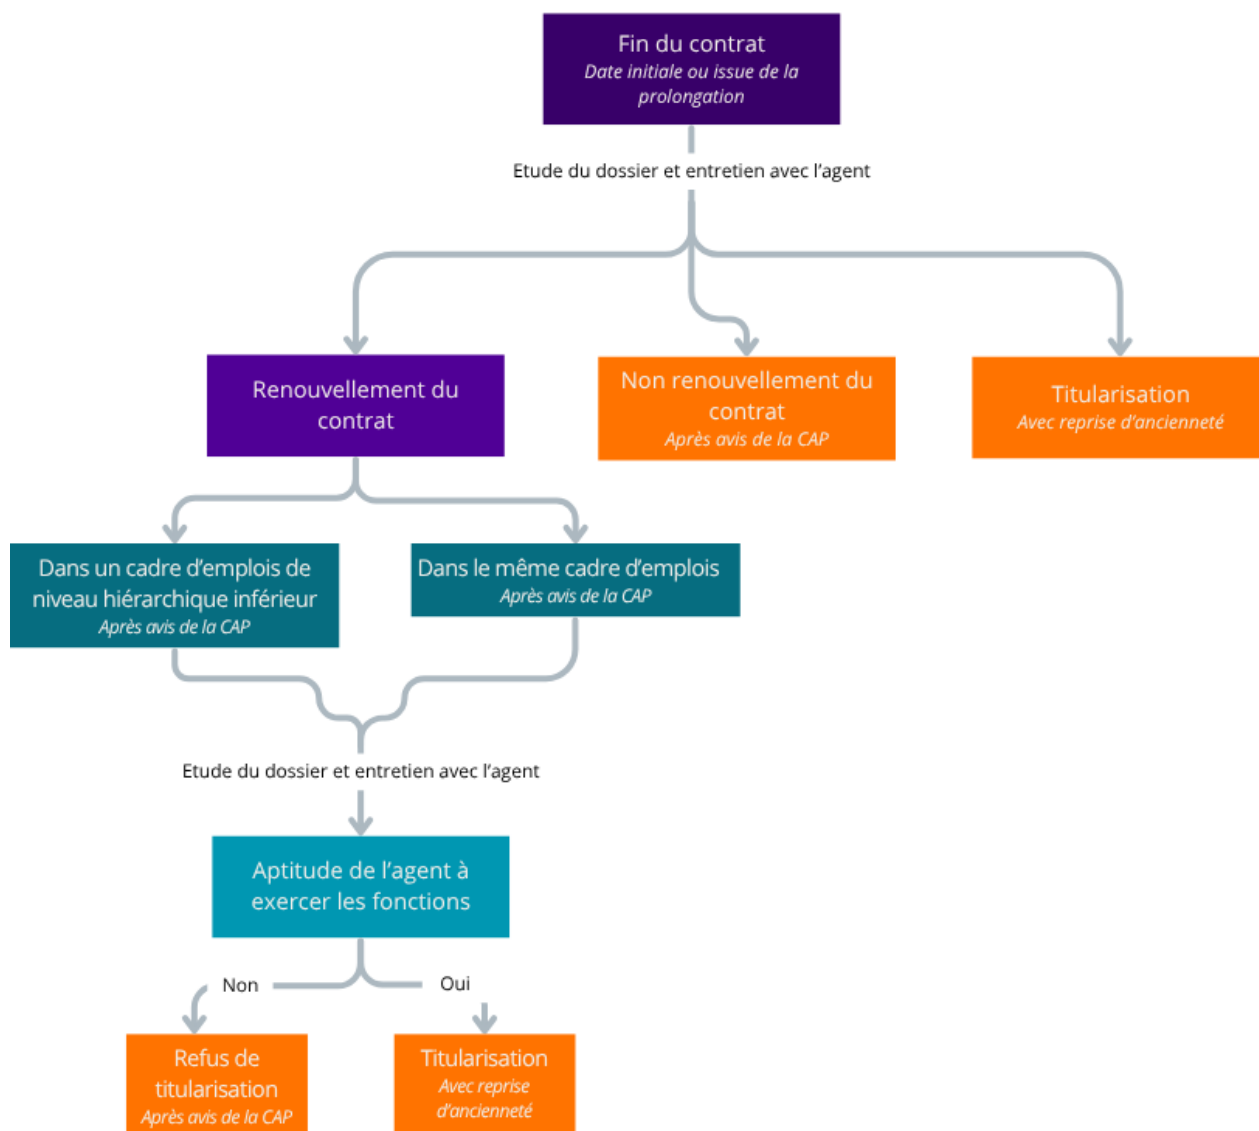 Fin du contrat
Date initiale ou issue de la
prolongation
Etude du dossier et entretien avec l'agent
Renouvellement du
contrat
Non renouvellement du
contrat
Après avis de la CAP
Titularisation
Avec reprise d'ancienneté
Dans un cadre d'emplois de
niveau hiérarchique inférieur
Après avis de la CAP
Dans le même cadre d'emplois
Après avis de la CAP
Etude du dossier et entretien avec l'agent
Aptitude de l'agent à
exercer les fonctions
Non
Oui
Refus de
titularisation
Après avis de la CAP
Titularisation
Avec reprise
d'ancienneté